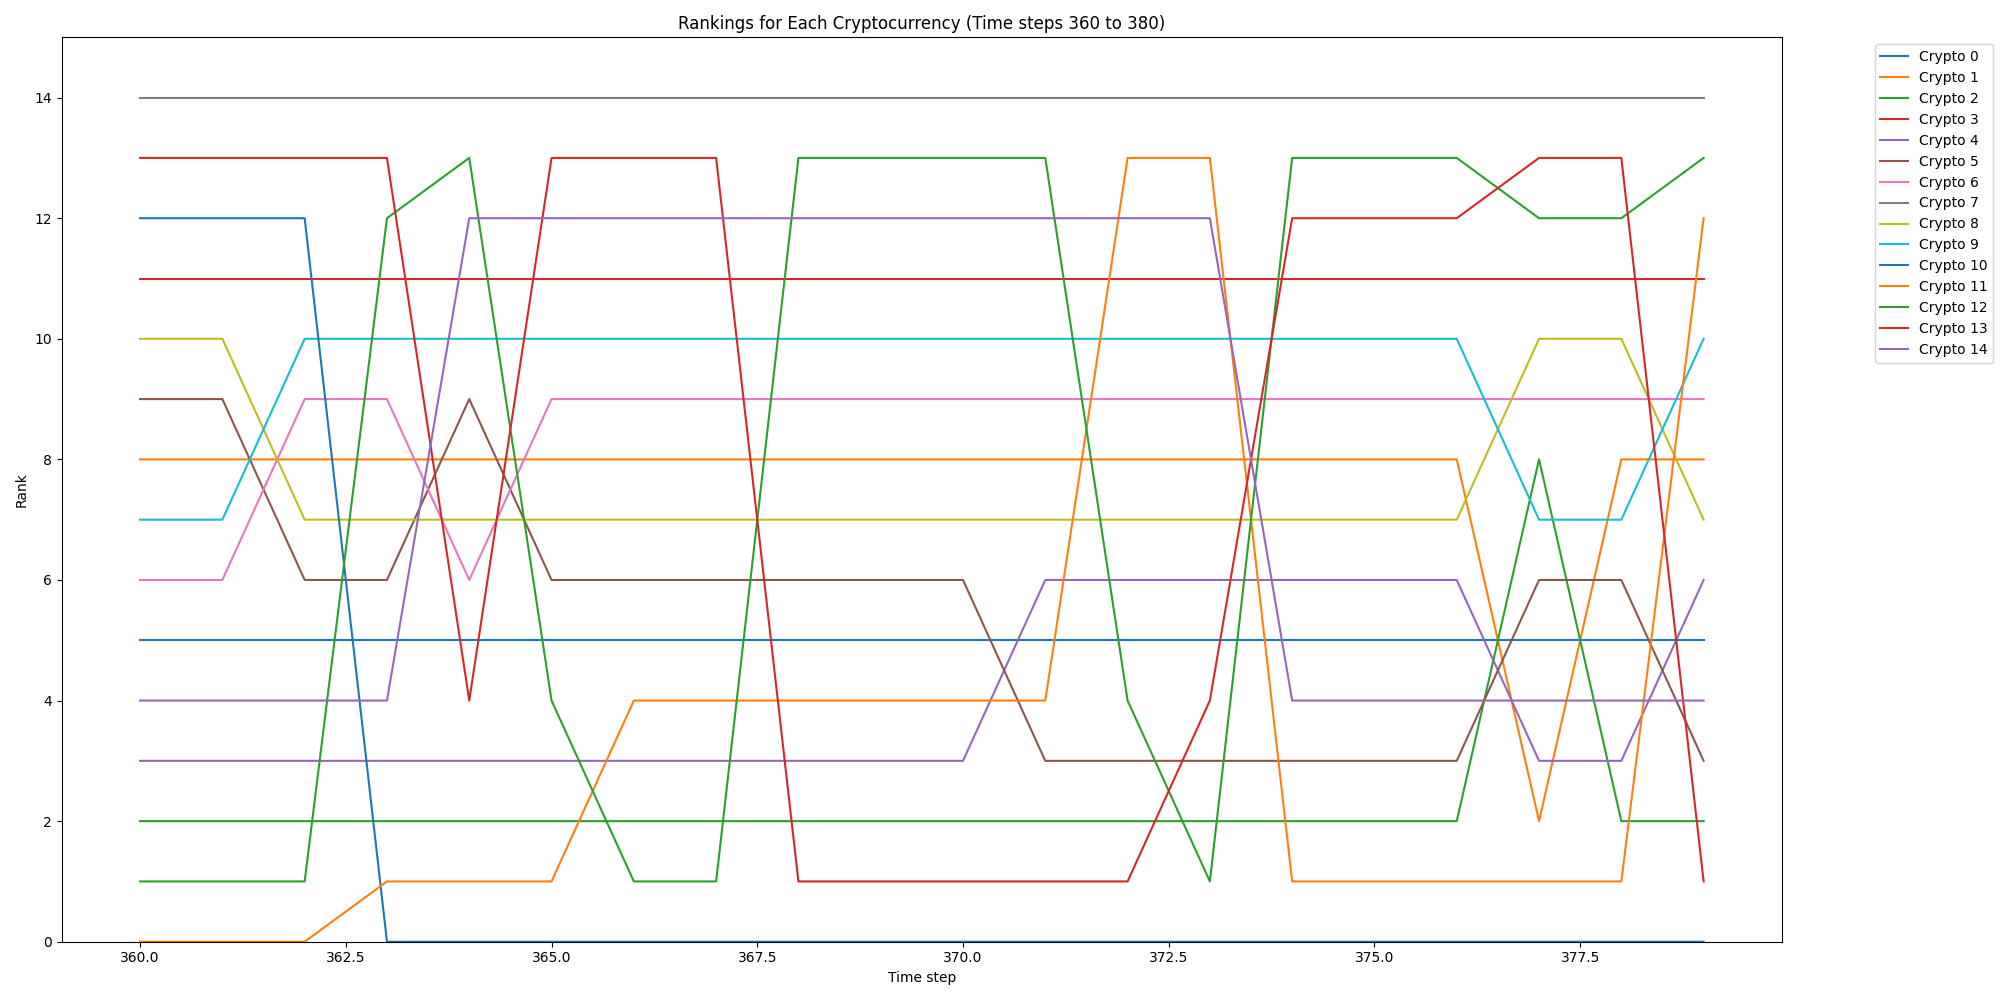 Rankings for Each Cryptocurrency (Time steps 360 to 380)
Rank
14
12
10
8
6
4
2
0
360.0 362.5 365.0 367.5 370.0 372.5 375.0 377.5
Time step
Crypto 0
Crypto 1
Crypto 2
Crypto 3
Crypto 4
Crypto 5
Crypto 6
Crypto 7
Crypto 8
Crypto 9
Crypto 10
Crypto 11
Crypto 12
Crypto 13
Crypto 14